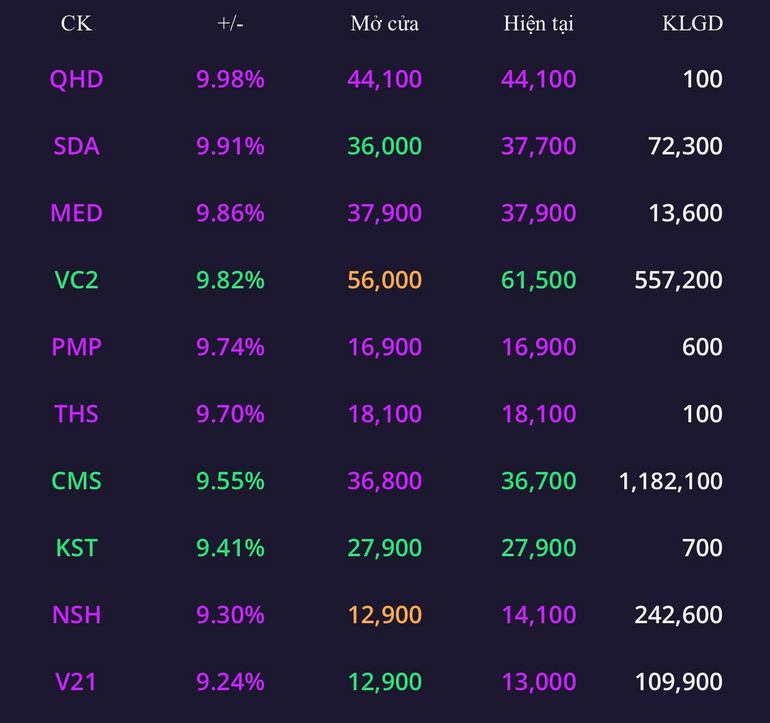 CK +/- Mở cửa Hiện tại KLGD
QHD 9.98% 44,100 44,100 100
SDA 9.91% 36,000 37,700 72,300
MED 9.86% 37,900 37,900 13,600
VC2 9.82% 56,000 61,500 557,200
PMP 9.74% 16,900 16,900 600
THS 9.70% 18,100 18,100 100
CMS 9.55% 36,800 36,700 1,182,100
KST 9.41% 27,900 27,900 700
NSH 9.30% 12,900 14,100 242,600
V21 9.24% 12,900 13,000 109,900